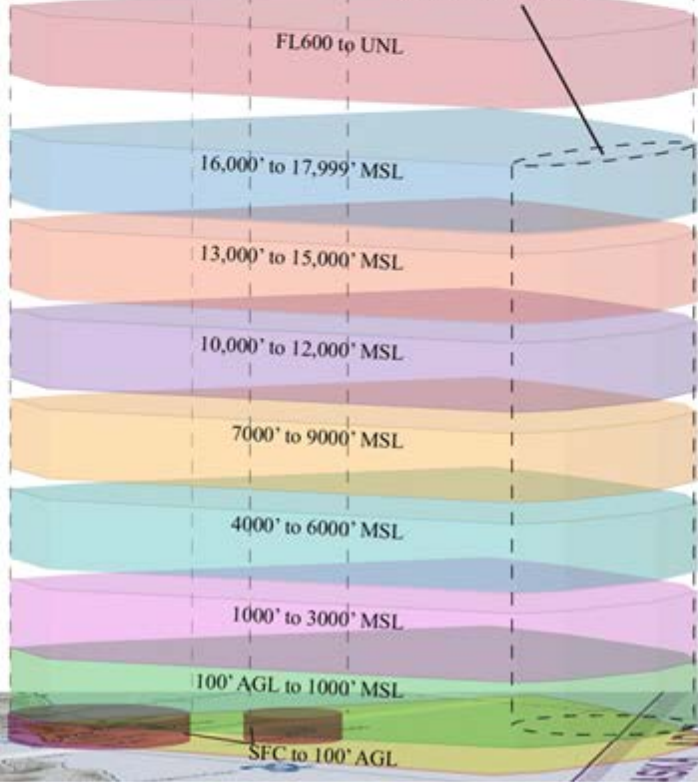 FL600 to UNL
16,000’ to 17,999’ MSL
13,000’ to 15,000’ MSL
10,000’ to 12,000’ MSL
7000’ to 9000’ MSL
4000’ to 6000’ MSL
1000’ to 3000’ MSL
100’ AGL to 1000’ MSL
SFC to 100’ AGL